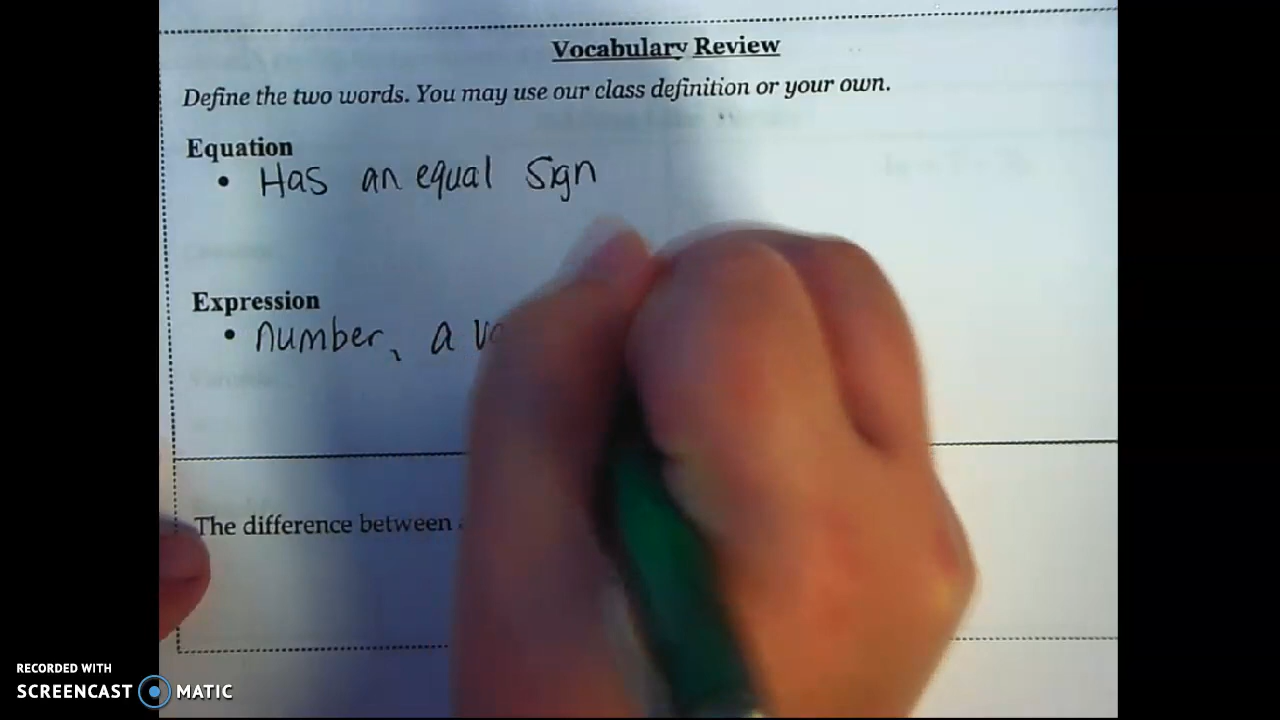 Vocabulary Review
Define the two words. You may use our class definition or your own.
Equation
• Has an equal sign
Expression
• number, a
The difference between
RECORDED WITH
SCREENCAST MATIC